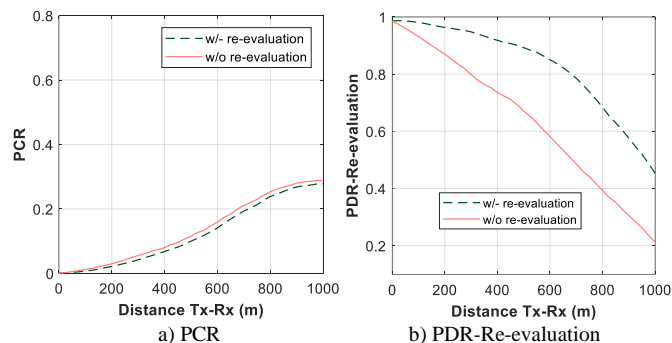 0.8
0.6
0.4
0.2
0
PCR
w/- re-evaluation
w/o re-evaluation
0 200 400 600 800 1000
Distance Tx-Rx (m)
a) PCR
1
0.8
0.6
0.4
0.2
PDR-Re-evaluation
w/- re-evaluation
w/o re-evaluation
0 200 400 600 800 1000
Distance Tx-Rx (m)
b) PDR-Re-evaluation